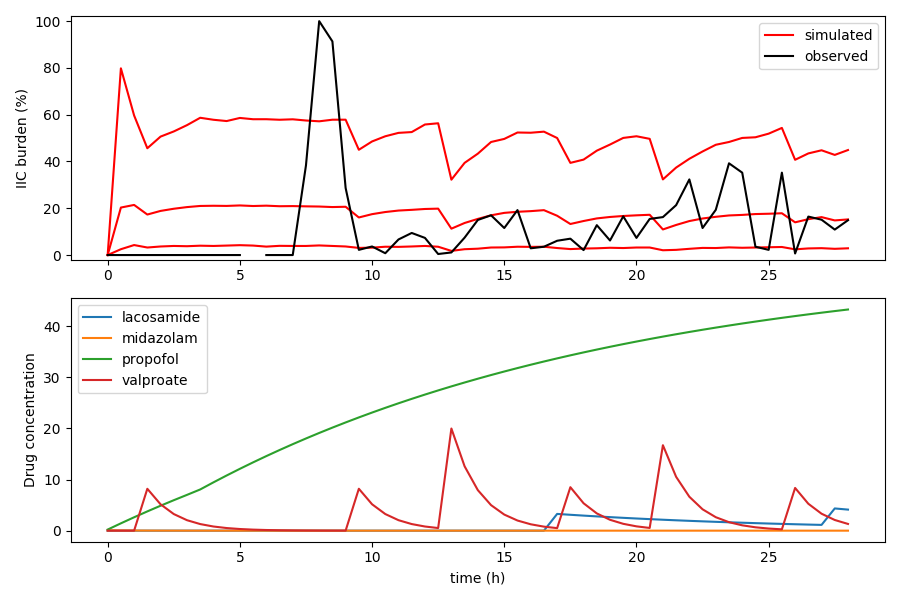 100
80
60
40
20
0
IIC burden (%)
simulated
observed
0
5
10
15
20
25
40
30
20
10
0
Drug concentration
lacosamide
midazolam
propofol
valproate
0
5
10
15
20
25
time (h)